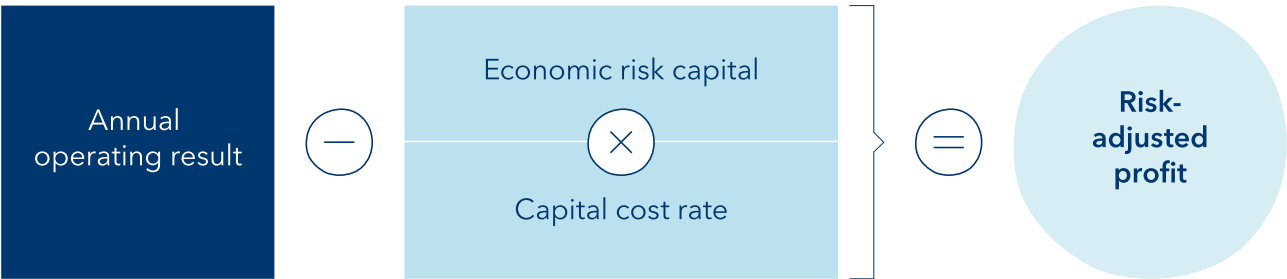 Annual
operating result
−
Economic risk capital
×
Capital cost rate
=
Risk-
adjusted
profit